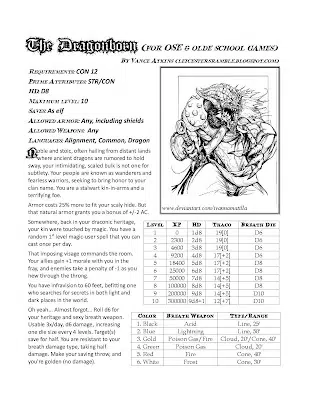 The Dragonborn (FOR OSE & OLDE SCHOOL GAMES)
BY VANCE ATKINS (LEICESTERSRAMBLE.BLOGSPOT.COM)
REQUIREMENTS: CON 12
PRIME ATTRIBUTES: STR/CON
HD: D8
MAXIMUM LEVEL: 10
SAVES: As elf
ALLOWED ARMOR: Any, including shields
ALLOWED WEAPONS: Any
LANGUAGES: Alignment, Common, Dragon
Noble and stoic, often hailing from distant lands
where ancient dragons are rumored to hold
sway, your intimidating, scaled bulk is not one for
subtlety. Your people are known as wanderers and
fearless warriors, seeking to bring honor to your
clan name. You are a stalwart kin-in-arms and a
terrifying foe.
Armor costs 25% more to fit your scaly hide. But
that natural armor grants you a bonus of +/-2 AC.
Somewhere, back in your draconic heritage, your
kin were touched by magic. You have a
random 1st level magic user spell that you can
cast once per day.
That imposing visage commands the room.
Your allies gain +1 morale with you in the
fray, and enemies take a penalty of -1 as you
hew through the throng.
You have infravision to 60 feet, befitting one
who searches for secrets in both light and
dark places in the world.
Oh yeah... Almost forgot... Roll d6 for
your heritage and sexy breath weapon.
Usable 3x/day, d6 damage, increasing
one die size every 4 levels. Target(s)
save for half. You are resistant to your
breath damage type, taking half
damage. Make your saving throw, and
you're golden (no damage).
www.deviantart.com/teamumatilla
LEVEL XP HD THACO BREATH DIE
1 0 1d8 19[0] D6
2 2300 2d8 19[0] D6
3 4600 3d8 19[0] D6
4 9200 4d8 17[+2] D6
5 18400 5d8 17[+2] D8
6 25000 6d8 17[+2] D8
7 50000 7d8 14[+5] D8
8 100000 8d8 14[+5] D8
9 200000 9d8 14[+5] D10
10 300000 9d8+1 12[+7] D10
COLOR BREATH WEAPON TYPE/RANGE
1. Black Acid Line, 25'
2. Blue Lightning Line, 30'
3. Gold Poison Gas/Fire Cloud, 20'/Cone, 40'
4. Green Poison Gas Cloud, 20'
5. Red Fire Cone, 40'
6. White Frost Cone, 30'